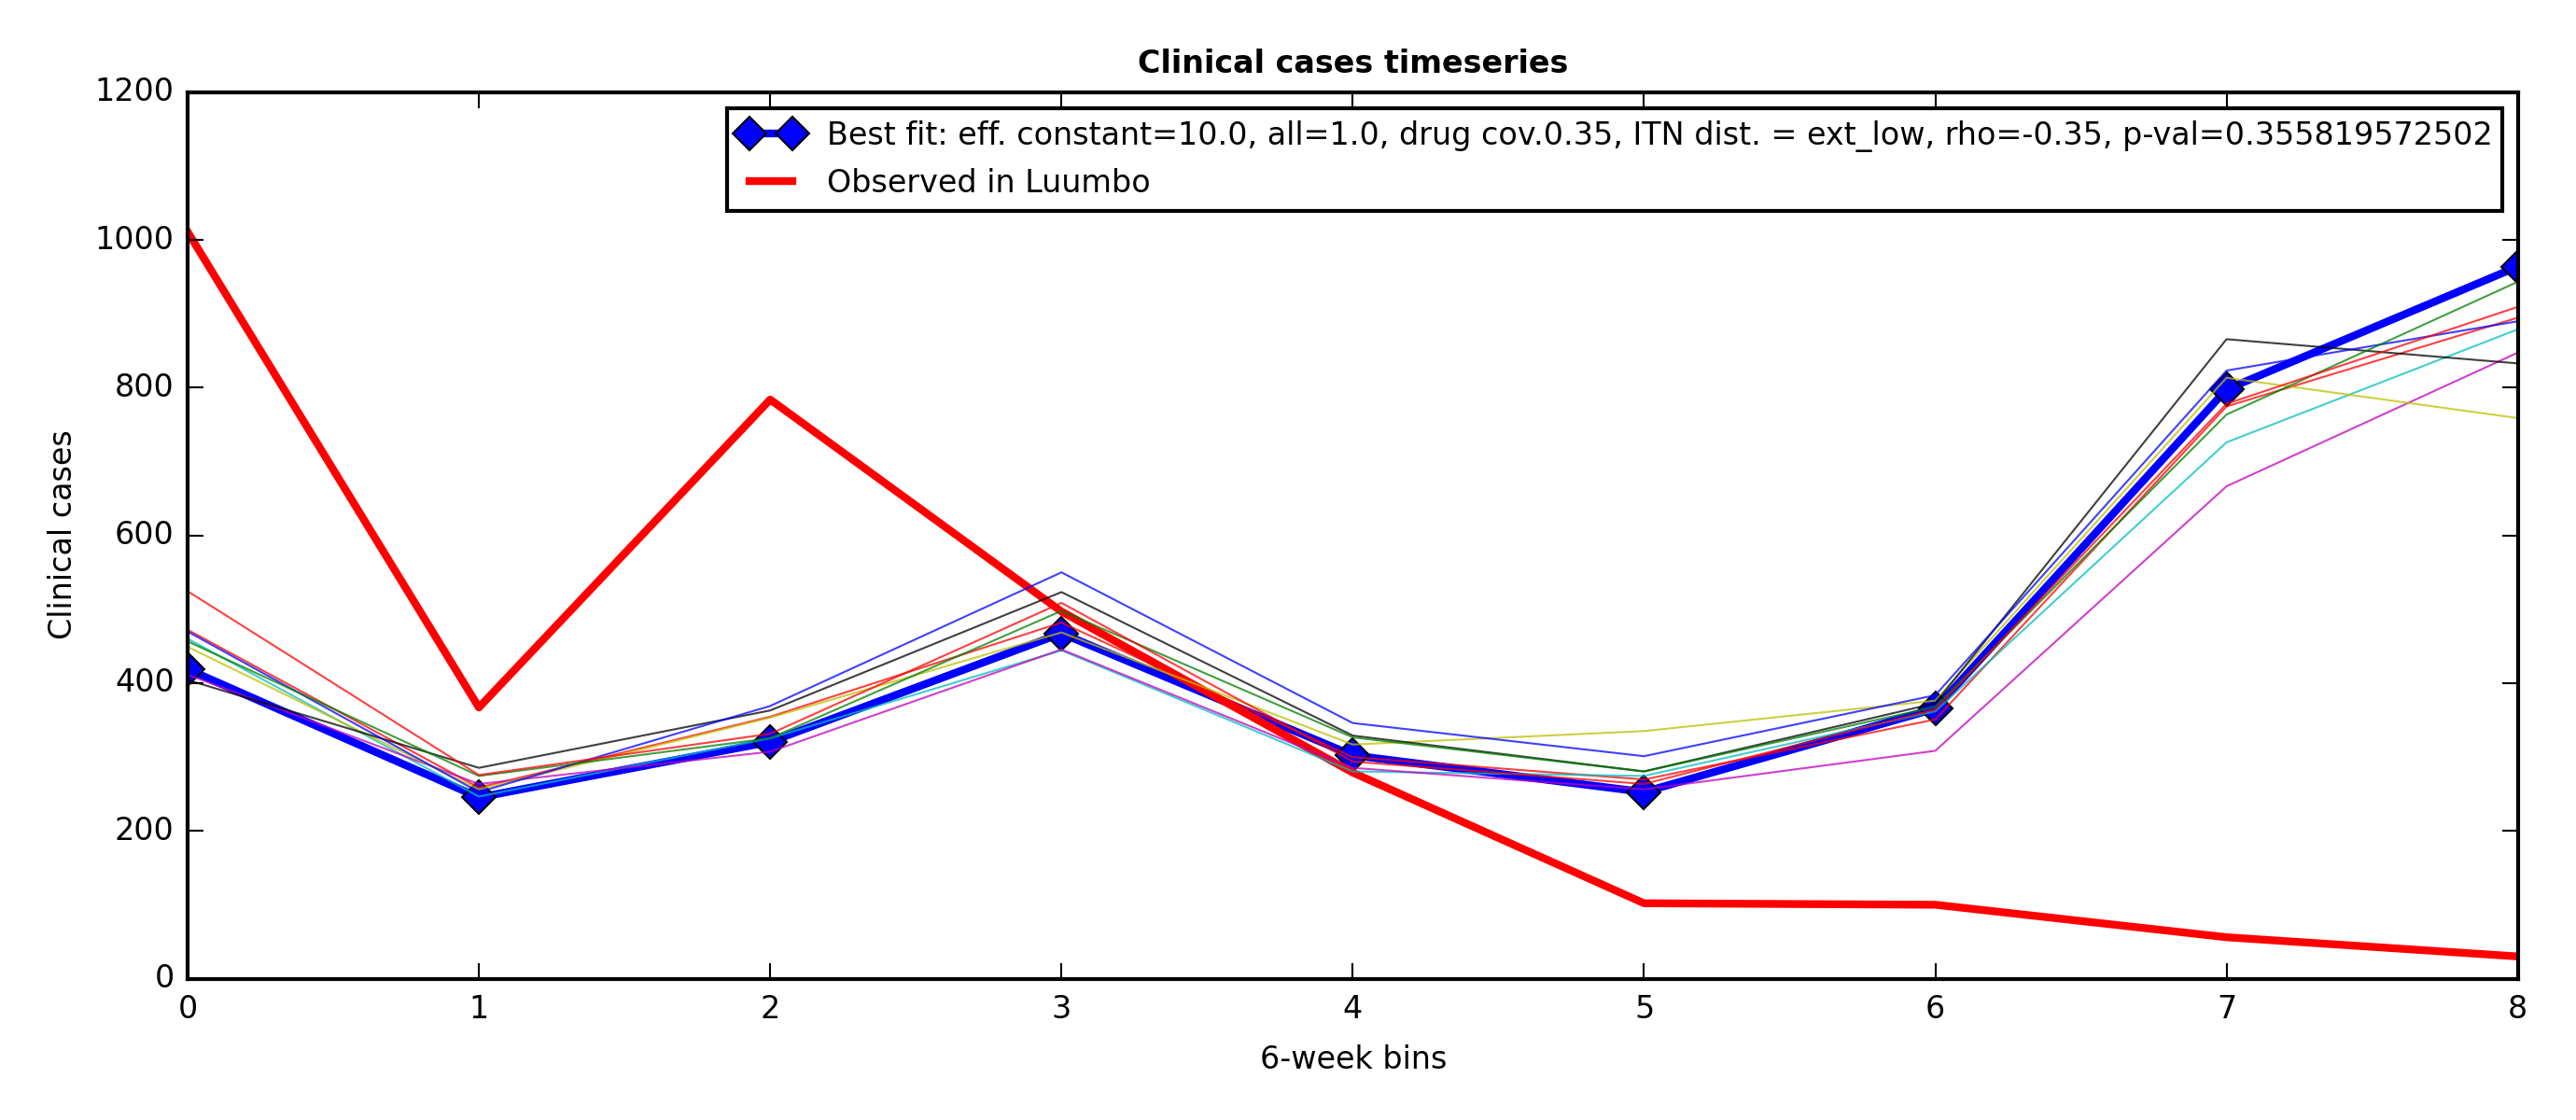 Clinical cases timeseries
1200
1000
800
600
400
200
0
Clinical cases
Best fit: eff. constant=10.0, all=1.0, drug cov.0.35, ITN dist. = ext_low, rho=-0.35, p-val=0.355819572502
Observed in Luumbo
0 1 2 3 4 5 6 7 8
6-week bins